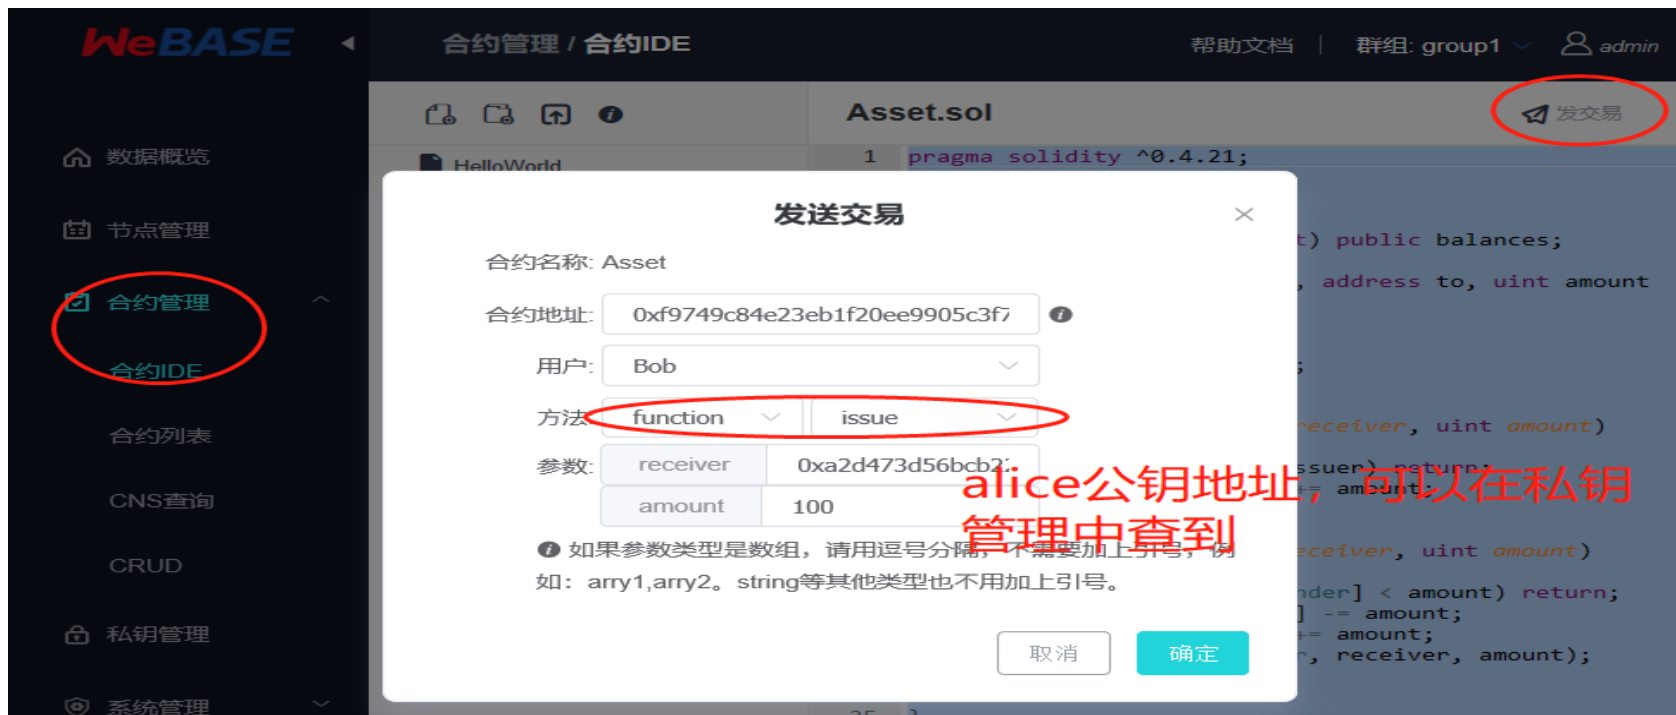 WeBASE
合约管理 / 合约IDE
帮助文档
群组: group1
admin
数据概览
节点管理
合约管理
合约IDE
合约列表
CNS查询
CRUD
私钥管理
系统管理
HelloWorld
Asset.sol
发交易
1 pragma solidity ^0.4.21;
t) public balances;
, address to, uint amount
;
receiver, uint amount)
ssuer) return;
+= amount;
eceiver, uint amount)
nder] < amount) return;
] -= amount;
+= amount;
r, receiver, amount);
}
发送交易
合约名称: Asset
合约地址: 0xf9749c84e23eb1f20ee9905c3f7
用户: Bob
方法 function issue
参数: receiver 0xa2d473d56bcb2
amount 100
alice公钥地址，可以在私钥
管理中查到
如果参数类型是数组，请用逗号分隔，不需要加上引号，例
如：arry1,arry2。string等其他类型也不用加上引号。
取消 确定